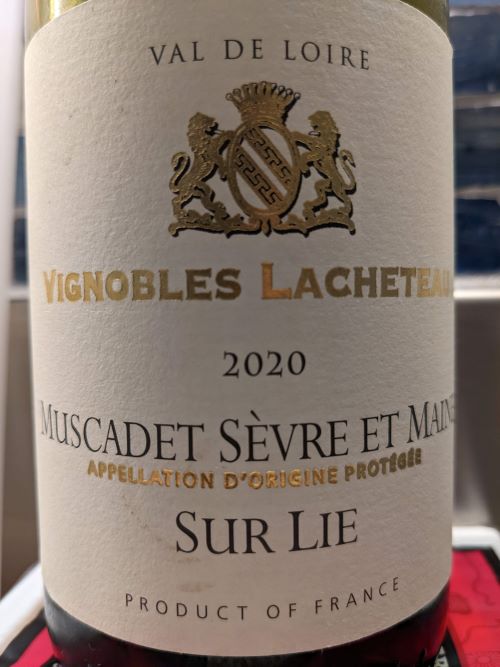 VAL DE LOIRE
VIGNOBLES LACHETEAU
2020
MUSCADET SÈVRE ET MAINE
APPELLATION D'ORIGINE PROTÉGÉE
SUR LIE
PRODUCT OF FRANCE